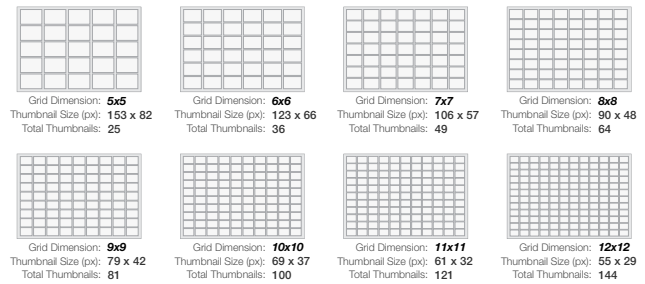 Grid Dimension: 5x5
Thumbnail Size (px): 153 x 82
Total Thumbnails: 25
Grid Dimension: 6x6
Thumbnail Size (px): 123 x 66
Total Thumbnails: 36
Grid Dimension: 7x7
Thumbnail Size (px): 106 x 57
Total Thumbnails: 49
Grid Dimension: 8x8
Thumbnail Size (px): 90 x 48
Total Thumbnails: 64
Grid Dimension: 9x9
Thumbnail Size (px): 79 x 42
Total Thumbnails: 81
Grid Dimension: 10x10
Thumbnail Size (px): 69 x 37
Total Thumbnails: 100
Grid Dimension: 11x11
Thumbnail Size (px): 61 x 32
Total Thumbnails: 121
Grid Dimension: 12x12
Thumbnail Size (px): 55 x 29
Total Thumbnails: 144